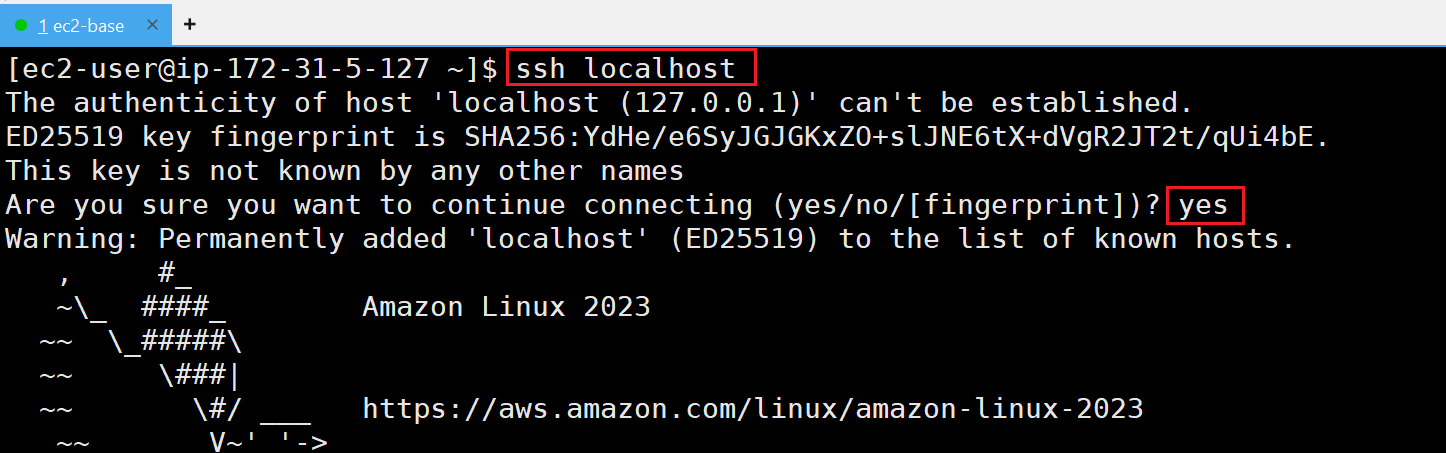 1 ec2-base × +
[ec2-user@ip-172-31-5-127 ~]$ ssh localhost
The authenticity of host 'localhost (127.0.0.1)' can't be established.
ED25519 key fingerprint is SHA256:YdHe/e6SyJGJGKxZO+slJNE6tX+dVgR2JT2t/qUi4bE.
This key is not known by any other names
Are you sure you want to continue connecting (yes/no/[fingerprint])? yes
Warning: Permanently added 'localhost' (ED25519) to the list of known hosts.
   ,     #_
   ~\_  ####_        Amazon Linux 2023
  ~~  \_#####\
  ~~     \###|
  ~~       \#/ ___   https://aws.amazon.com/linux/amazon-linux-2023
   ~~       V~' '->